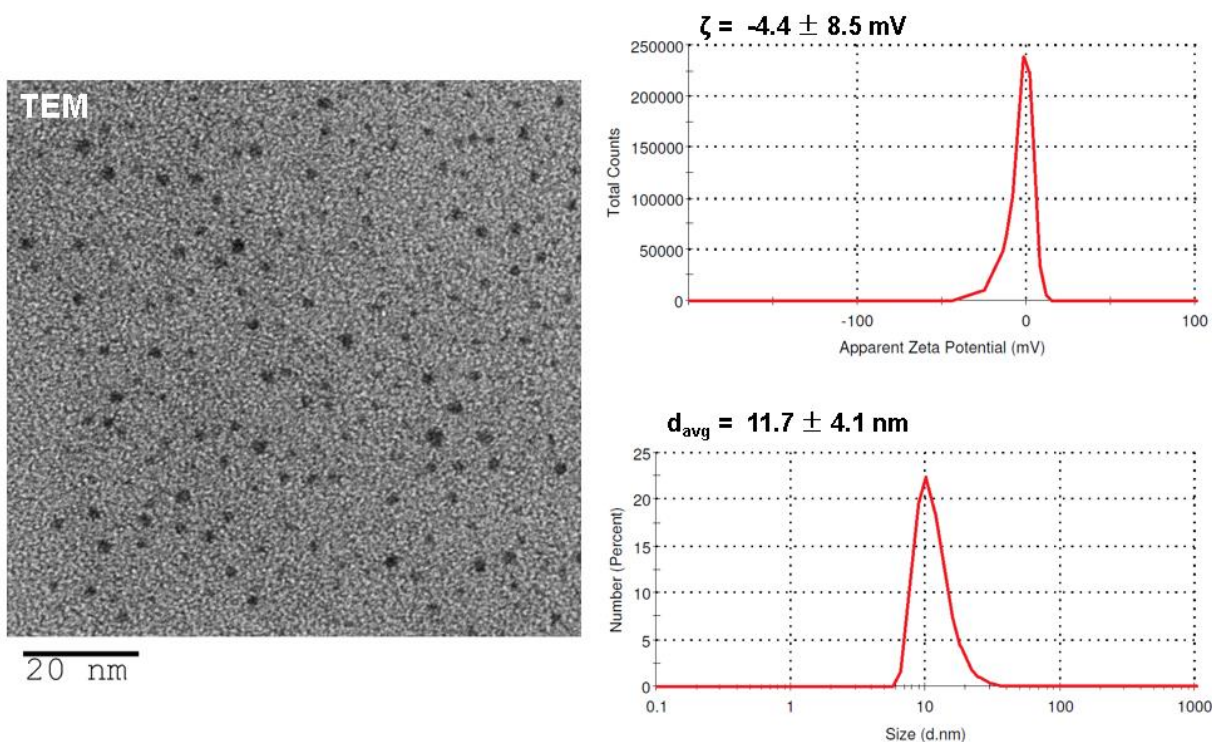 TEM
20 nm
ζ = -4.4 ± 8.5 mV
250000
200000
150000
100000
50000
0
Total Counts
-100 0 100
Apparent Zeta Potential (mV)
davg = 11.7 ± 4.1 nm
25
20
15
10
5
0
Number (Percent)
0.1 1 10 100 1000
Size (d.nm)